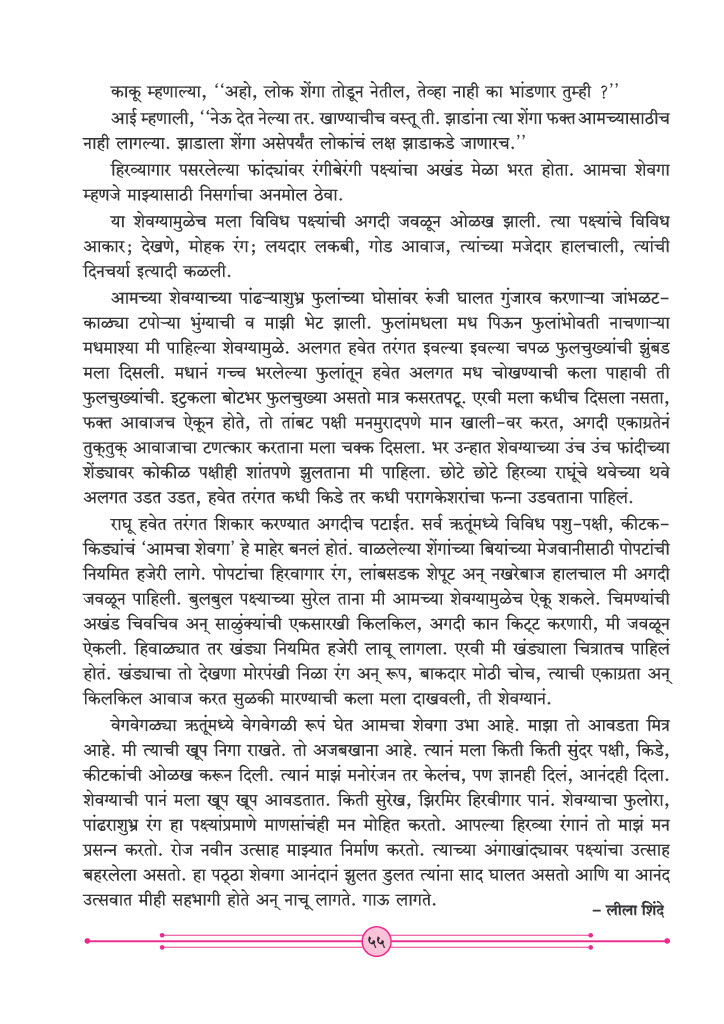 काकू म्हणाल्या, ‘‘अहो, लोक शेंगा तोडून नेतील, तेव्हा नाही का भांडणार तुम्ही ?’’
आई म्हणाली, ‘‘नेऊ देत नेल्या तर. खाण्याचीच वस्तू ती. झाडांना त्या शेंगा फक्त आमच्यासाठीच
नाही लागल्या. झाडाला शेंगा असेपर्यंत लोकांचं लक्ष झाडाकडे जाणारच.’’
हिरव्यागार पसरलेल्या फांद्यांवर रंगीबेरंगी पक्ष्यांचा अखंड मेळा भरत होता. आमचा शेवगा
म्हणजे माझ्यासाठी निसर्गाचा अनमोल ठेवा.
या शेवग्यामुळेच मला विविध पक्ष्यांची अगदी जवळून ओळख झाली. त्या पक्ष्यांचे विविध
आकार; देखणे, मोहक रंग; लयदार लकबी, गोड आवाज, त्यांच्या मजेदार हालचाली, त्यांची
दिनचर्या इत्यादी कळली.
आमच्या शेवग्याच्या पांढऱ्याशुभ्र फुलांच्या घोसांवर रुंजी घालत गुंजारव करणाऱ्या जांभळट-
काळ्या टपोऱ्या भुंग्याची व माझी भेट झाली. फुलांमधला मध पिऊन फुलांभोवती नाचणाऱ्या
मधमाश्या मी पाहिल्या शेवग्यामुळे. अलगत हवेत तरंगत इवल्या इवल्या चपळ फुलचुख्यांची झुंबड
मला दिसली. मधानं गच्च भरलेल्या फुलांतून हवेत अलगत मध चोखण्याची कला पाहावी ती
फुलचुख्यांची. इटुकला बोटभर फुलचुख्या असतो मात्र कसरतपटू. एरवी मला कधीच दिसला नसता,
फक्त आवाजच ऐकून होते, तो तांबट पक्षी मनमुरादपणे मान खाली-वर करत, अगदी एकाग्रतेनं
तुक्‌तुक् आवाजाचा टणत्कार करताना मला चक्क दिसला. भर उन्हात शेवग्याच्या उंच उंच फांदीच्या
शेंड्यावर कोकीळ पक्षीही शांतपणे झुलताना मी पाहिला. छोटे छोटे हिरव्या राघूंचे थवेच्या थवे
अलगत उडत उडत, हवेत तरंगत कधी किडे तर कधी परागकेशरांचा फन्ना उडवताना पाहिलं.
राघू हवेत तरंगत शिकार करण्यात अगदीच पटाईत. सर्व ऋतूंमध्ये विविध पशु-पक्षी, कीटक-
किड्यांचं ‘आमचा शेवगा’ हे माहेर बनलं होतं. वाळलेल्या शेंगांच्या बियांच्या मेजवानीसाठी पोपटांची
नियमित हजेरी लागे. पोपटांचा हिरवागार रंग, लांबसडक शेपूट अन् नखरेबाज हालचाल मी अगदी
जवळून पाहिली. बुलबुल पक्ष्याच्या सुरेल ताना मी आमच्या शेवग्यामुळेच ऐकू शकले. चिमण्यांची
अखंड चिवचिव अन् साळुंक्यांची एकसारखी किलकिल, अगदी कान किट्ट करणारी, मी जवळून
ऐकली. हिवाळ्यात तर खंड्या नियमित हजेरी लावू लागला. एरवी मी खंड्याला चित्रातच पाहिलं
होतं. खंड्याचा तो देखणा मोरपंखी निळा रंग अन् रूप, बाकदार मोठी चोच, त्याची एकाग्रता अन्
किलकिल आवाज करत सुळकी मारण्याची कला मला दाखवली, ती शेवग्यानं.
वेगवेगळ्या ऋतूंमध्ये वेगवेगळी रूपं घेत आमचा शेवगा उभा आहे. माझा तो आवडता मित्र
आहे. मी त्याची खूप निगा राखते. तो अजबखाना आहे. त्यानं मला किती किती सुंदर पक्षी, किडे,
कीटकांची ओळख करून दिली. त्यानं माझं मनोरंजन तर केलंच, पण ज्ञानही दिलं, आनंदही दिला.
शेवग्याची पानं मला खूप खूप आवडतात. किती सुरेख, झिरमिर हिरवीगार पानं. शेवग्याचा फुलोरा,
पांढराशुभ्र रंग हा पक्ष्यांप्रमाणे माणसांचंही मन मोहित करतो. आपल्या हिरव्या रंगानं तो माझं मन
प्रसन्न करतो. रोज नवीन उत्साह माझ्यात निर्माण करतो. त्याच्या अंगाखांद्यावर पक्ष्यांचा उत्साह
बहरलेला असतो. हा पठ्ठा शेवगा आनंदानं झुलत डुलत त्यांना साद घालत असतो आणि या आनंद
उत्सवात मीही सहभागी होते अन् नाचू लागते. गाऊ लागते.
– लीला शिंदे
५५